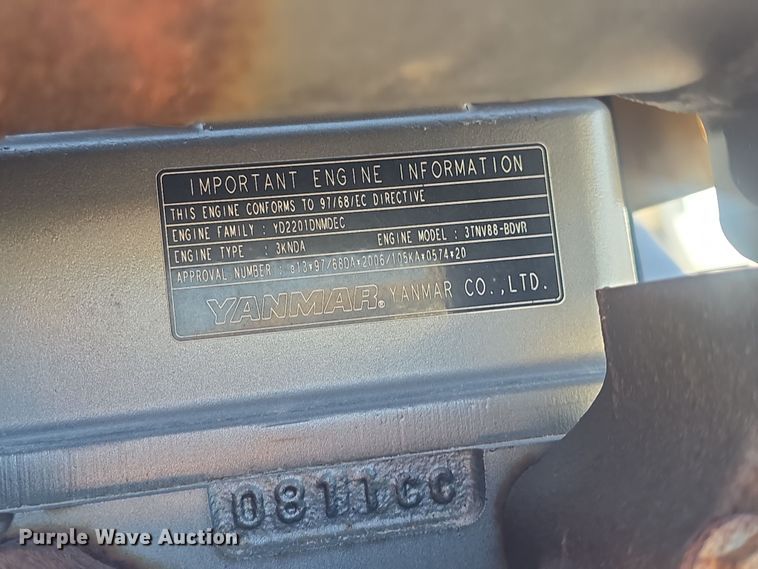 IMPORTANT ENGINE INFORMATION
THIS ENGINE CONFORMS TO 97/68/EC DIRECTIVE
ENGINE FAMILY : YD2201DNMDEC
ENGINE TYPE : 3KNDA ENGINE MODEL : 3TNV88-BDVR
APPROVAL NUMBER : e13*97/68DA*2006/105KA*0574*20
YANMAR® YANMAR CO.,LTD.
0811CC
Purple Wave Auction®